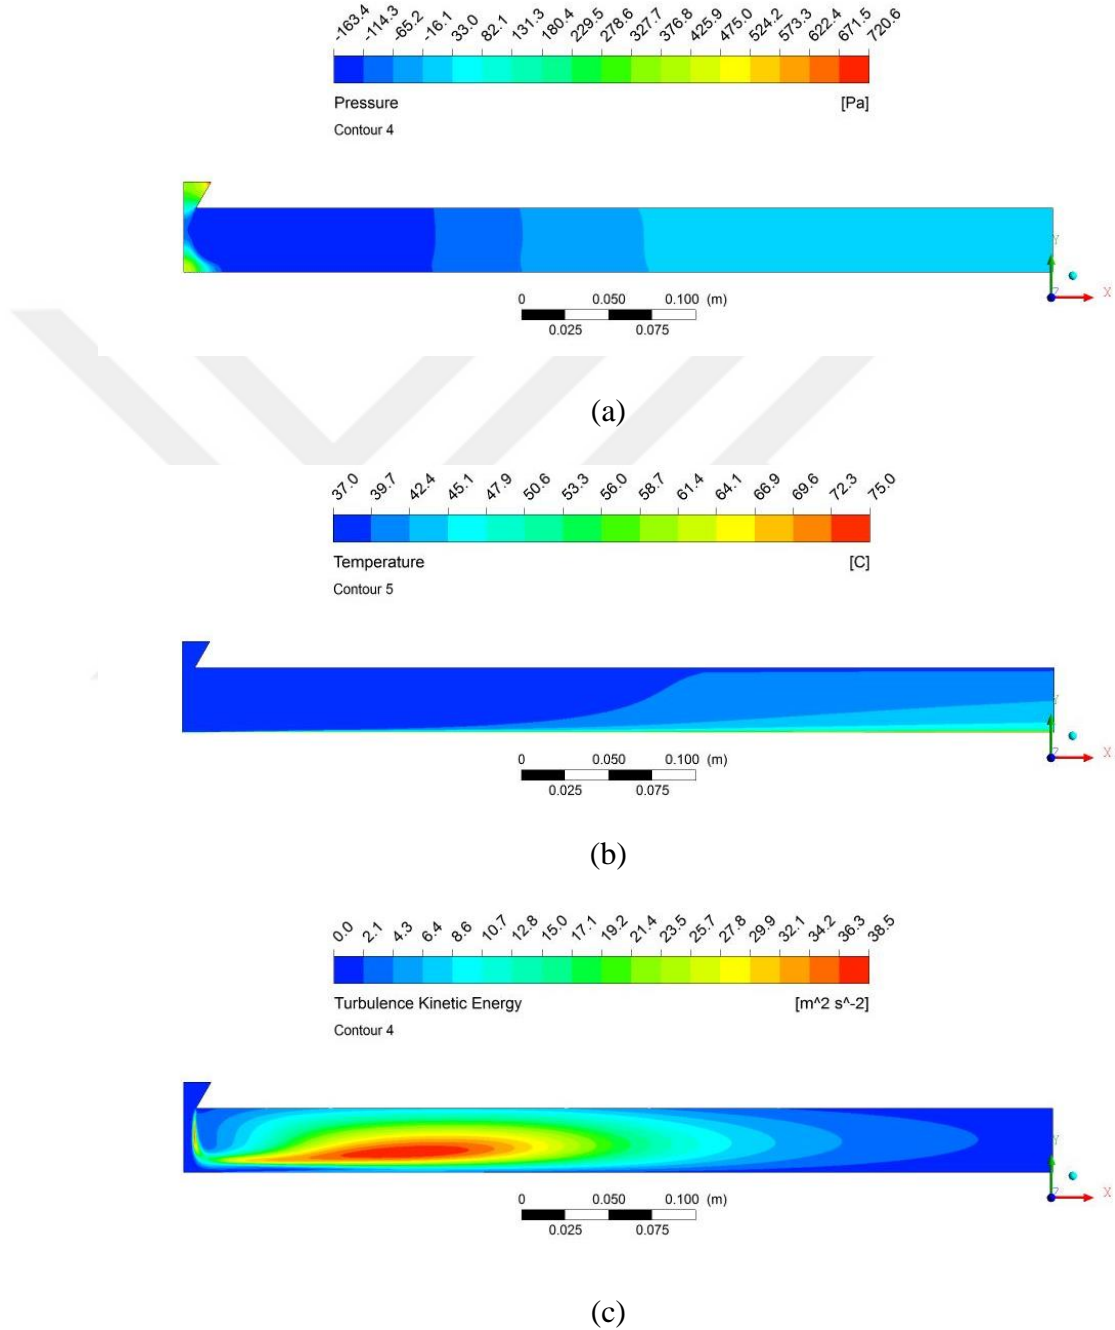 -163.4 -114.3 -65.2 -16.1 33.0 82.1 131.3 180.4 229.5 278.6 327.7 376.8 425.9 475.0 524.2 573.3 622.4 671.5 720.6
Pressure [Pa]
Contour 4
Y
Z X
0 0.050 0.100 (m)
0.025 0.075
(a)
37.0 39.7 42.4 45.1 47.9 50.6 53.3 56.0 58.7 61.4 64.1 66.9 69.6 72.3 75.0
Temperature [C]
Contour 5
Y
Z X
0 0.050 0.100 (m)
0.025 0.075
(b)
0.0 2.1 4.3 6.4 8.6 10.7 12.8 15.0 17.1 19.2 21.4 23.5 25.7 27.8 29.9 32.1 34.2 36.3 38.5
Turbulence Kinetic Energy [m^2 s^-2]
Contour 4
Y
Z X
0 0.050 0.100 (m)
0.025 0.075
(c)